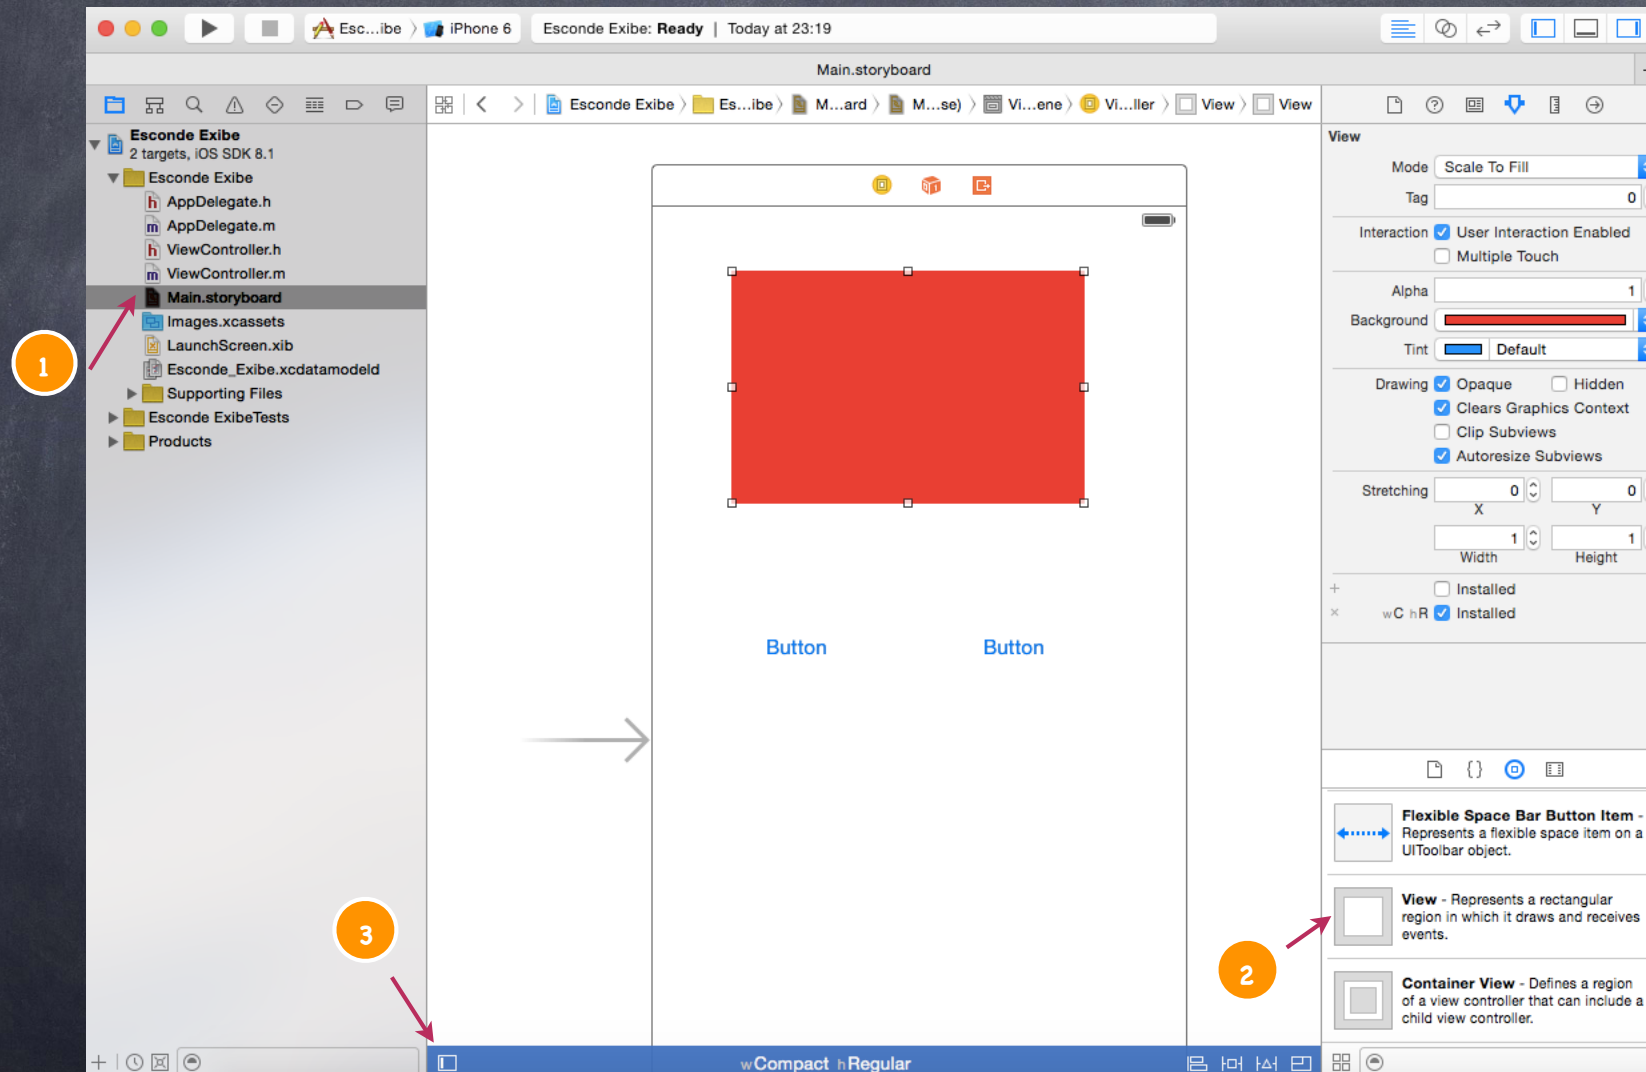 Esc...ibe
iPhone 6
Esconde Exibe: Ready | Today at 23:19
Main.storyboard
Esconde Exibe
Es...ibe
M...ard
M...se)
Vi...ene
Vi...ller
View
View
Esconde Exibe
2 targets, iOS SDK 8.1
Esconde Exibe
AppDelegate.h
AppDelegate.m
ViewController.h
ViewController.m
Main.storyboard
Images.xcassets
LaunchScreen.xib
Esconde_Exibe.xcdatamodeld
Supporting Files
Esconde ExibeTests
Products
1
3
Button
Button
wCompact hRegular
2
View
Mode Scale To Fill
Tag 0
Interaction User Interaction Enabled
Multiple Touch
Alpha 1
Background
Tint Default
Drawing Opaque Hidden
Clears Graphics Context
Clip Subviews
Autoresize Subviews
Stretching 0 0
X Y
1 1
Width Height
+ Installed
× wC hR Installed
{}
Flexible Space Bar Button Item -
Represents a flexible space item on a
UIToolbar object.
View - Represents a rectangular
region in which it draws and receives
events.
Container View - Defines a region
of a view controller that can include a
child view controller.